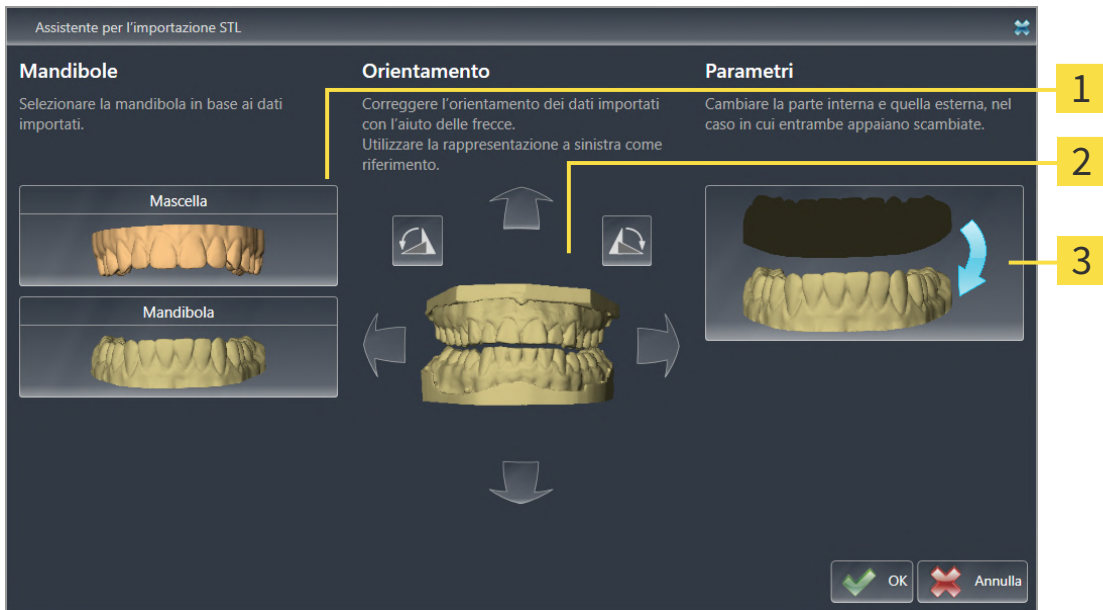 Assistente per l'importazione STL
Mandibole
Selezionare la mandibola in base ai dati
importati.
Mascella
Mandibola
Orientamento
Correggere l'orientamento dei dati importati
con l'aiuto delle frecce.
Utilizzare la rappresentazione a sinistra come
riferimento.
Parametri
Cambiare la parte interna e quella esterna, nel
caso in cui entrambe appaiano scambiate.
1
2
3
OK
Annulla